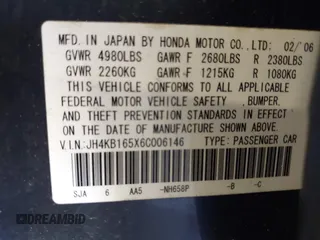 MFD. IN JAPAN BY HONDA MOTOR CO., LTD: 02/'06
GVWR 4980LBS GAWR F 2680LBS R 2380LBS
GVWR 2260KG GAWR F 1215KG R 1080KG
THIS VEHICLE CONFORMS TO ALL APPLICABLE
FEDERAL MOTOR VEHICLE SAFETY, BUMPER,
AND THEFT PREVENTION STANDARDS IN EFFECT
ON THE DATE OF MANUFACTURE SHOWN ABOVE.
V.I.N:JH4KB165X6C006146 TYPE: PASSENGER CAR
SJA 6 AA5 -NH658P -B -C
© DREAMBID